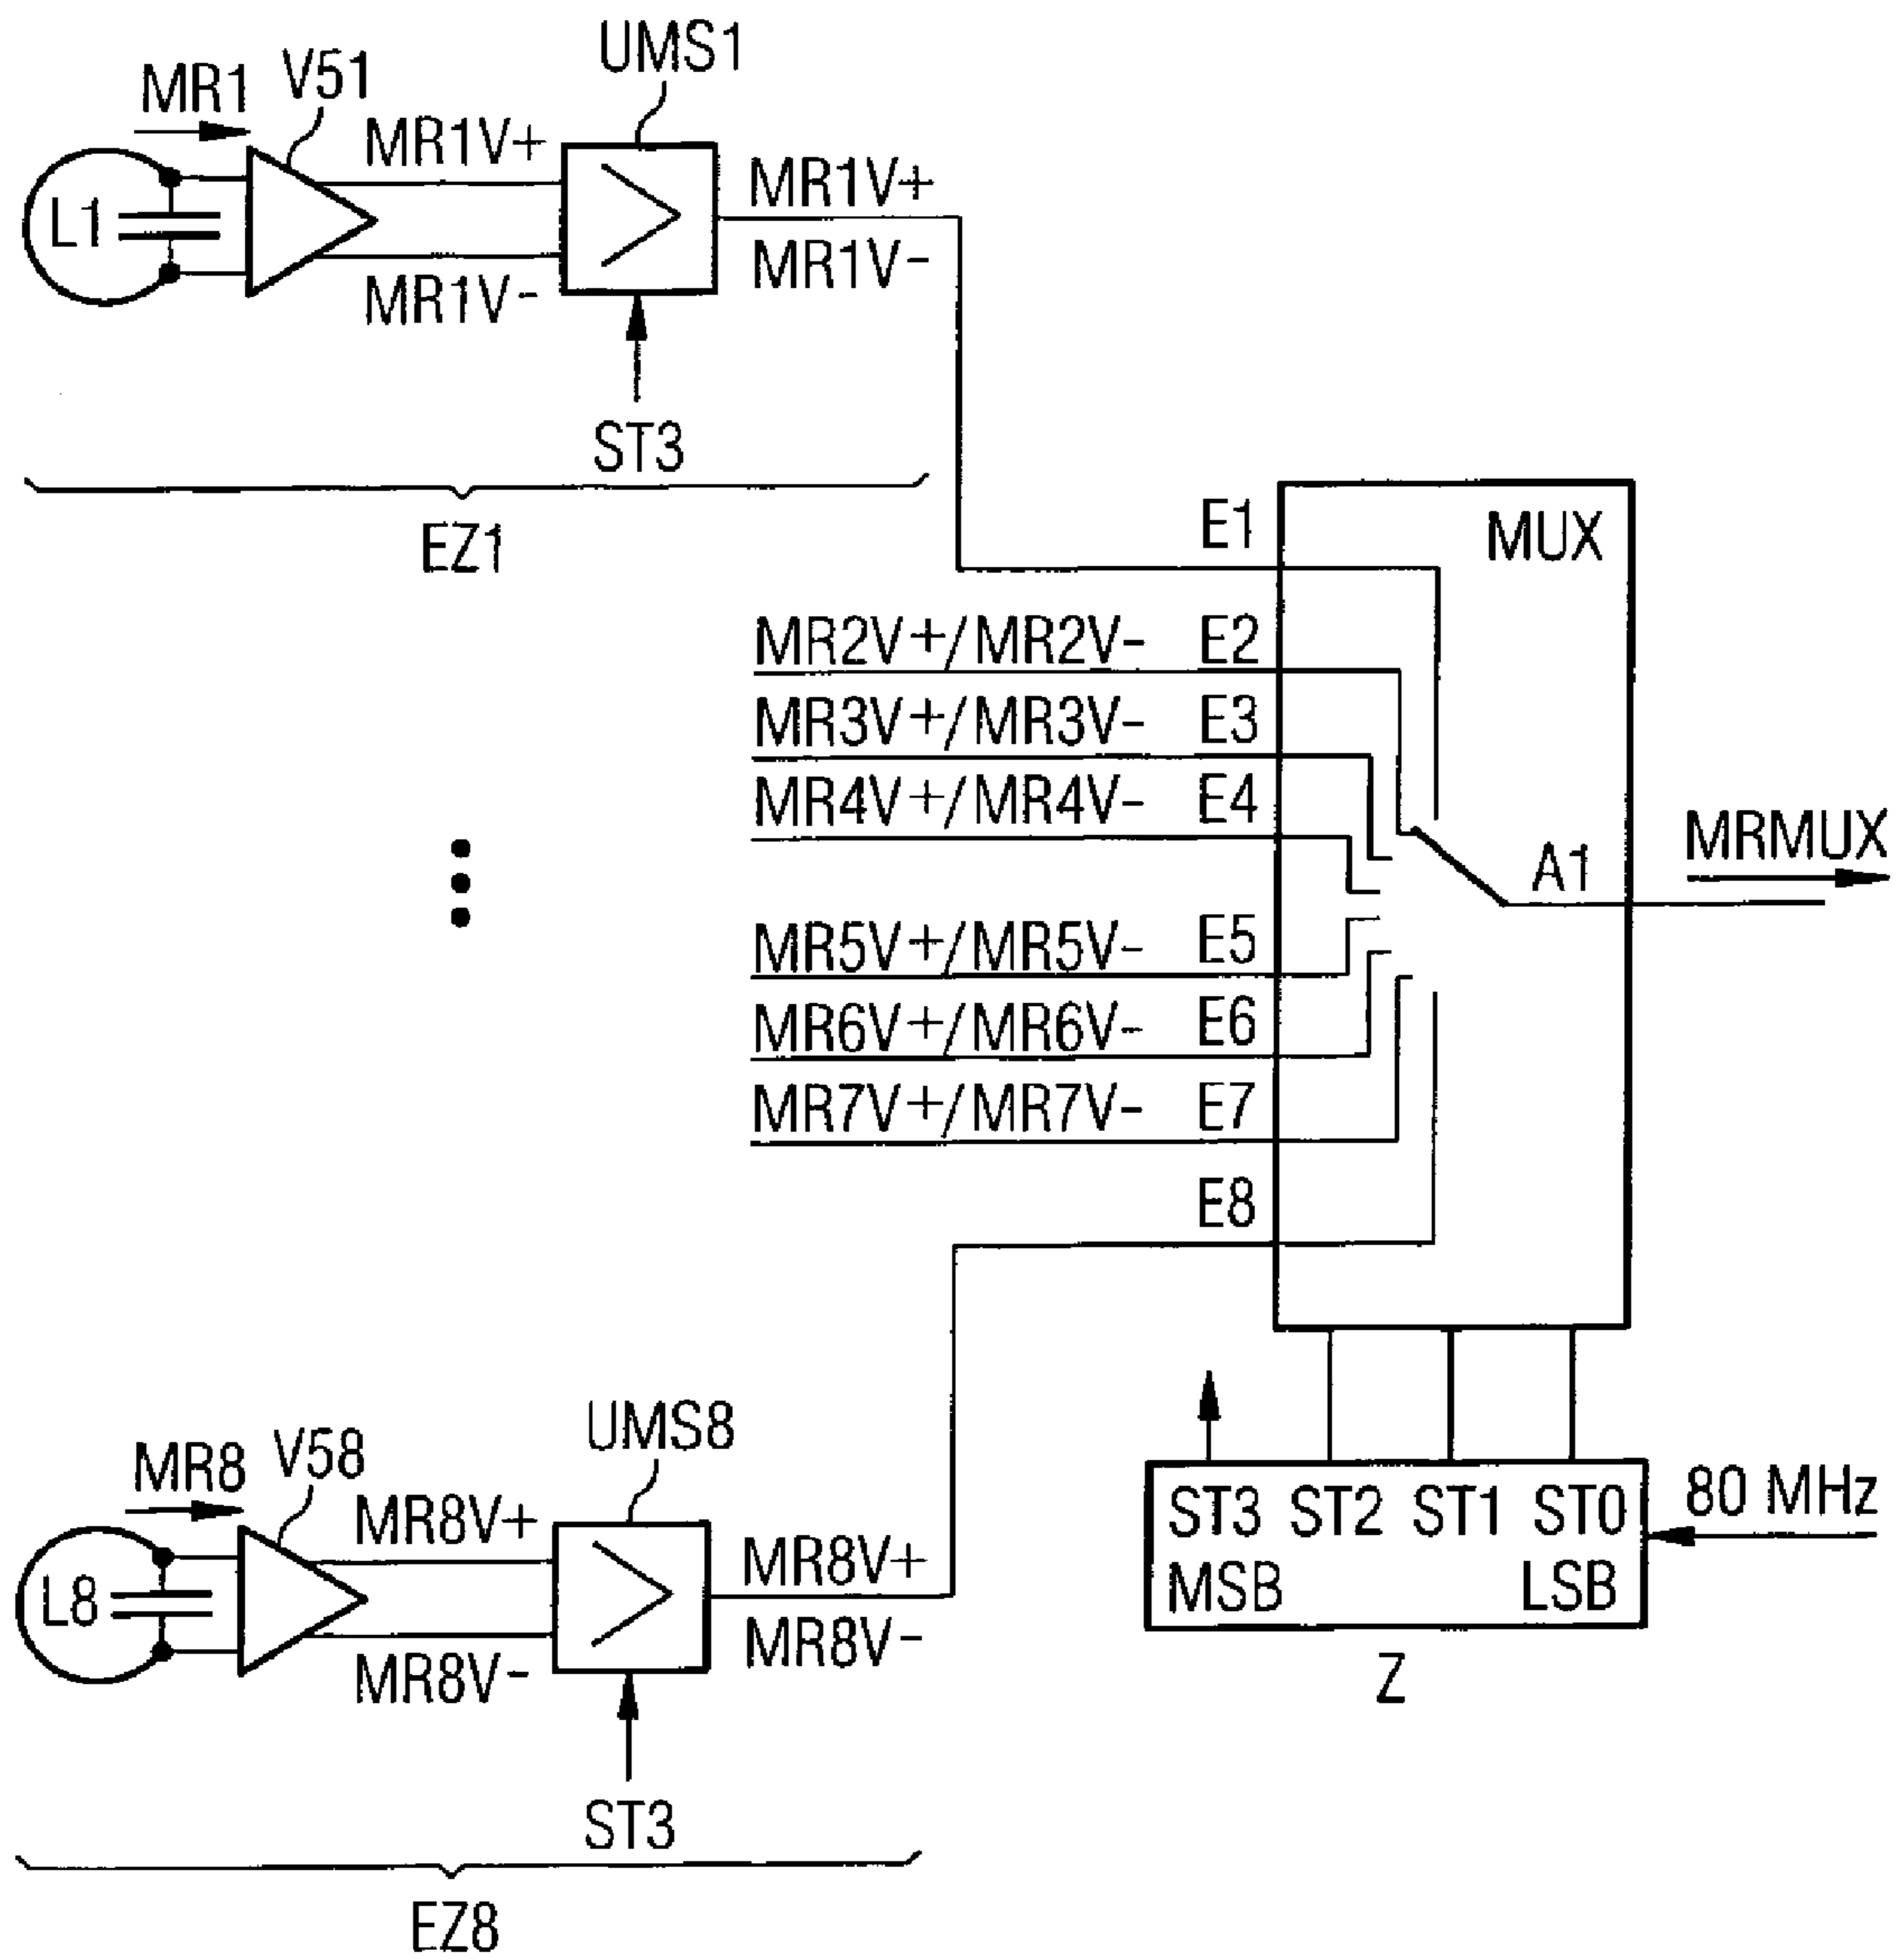 UMS1
MR1
V51
MR1V+
MR1V+
L1
MR1V-
MR1V-
ST3
EZ1
E1
MUX
MR2V+/MR2V- E2
MR3V+/MR3V- E3
MR4V+/MR4V- E4
A1
MRMUX
MR5V+/MR5V- E5
MR6V+/MR6V- E6
MR7V+/MR7V- E7
E8
UMS8
MR8
V58
MR8V+
MR8V+
L8
MR8V-
MR8V-
ST3
EZ8
ST3 ST2 ST1 ST0
80 MHz
MSB LSB
Z